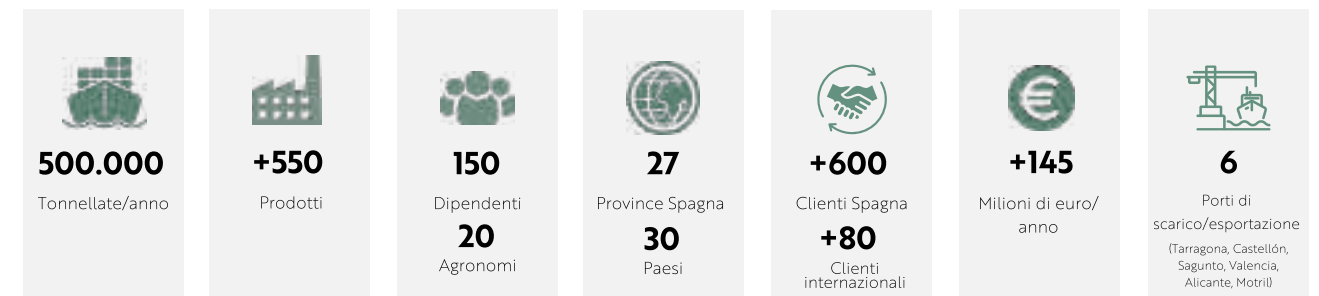 500.000
Tonnellate/anno
+550
Prodotti
150
Dipendenti
20
Agronomi
27
Province Spagna
30
Paesi
+600
Clienti Spagna
+80
Clienti
internazionali
+145
Milioni di euro/
anno
6
Porti di
scarico/esportazione
(Tarragona, Castellón,
Sagunto, Valencia,
Alicante, Motril)